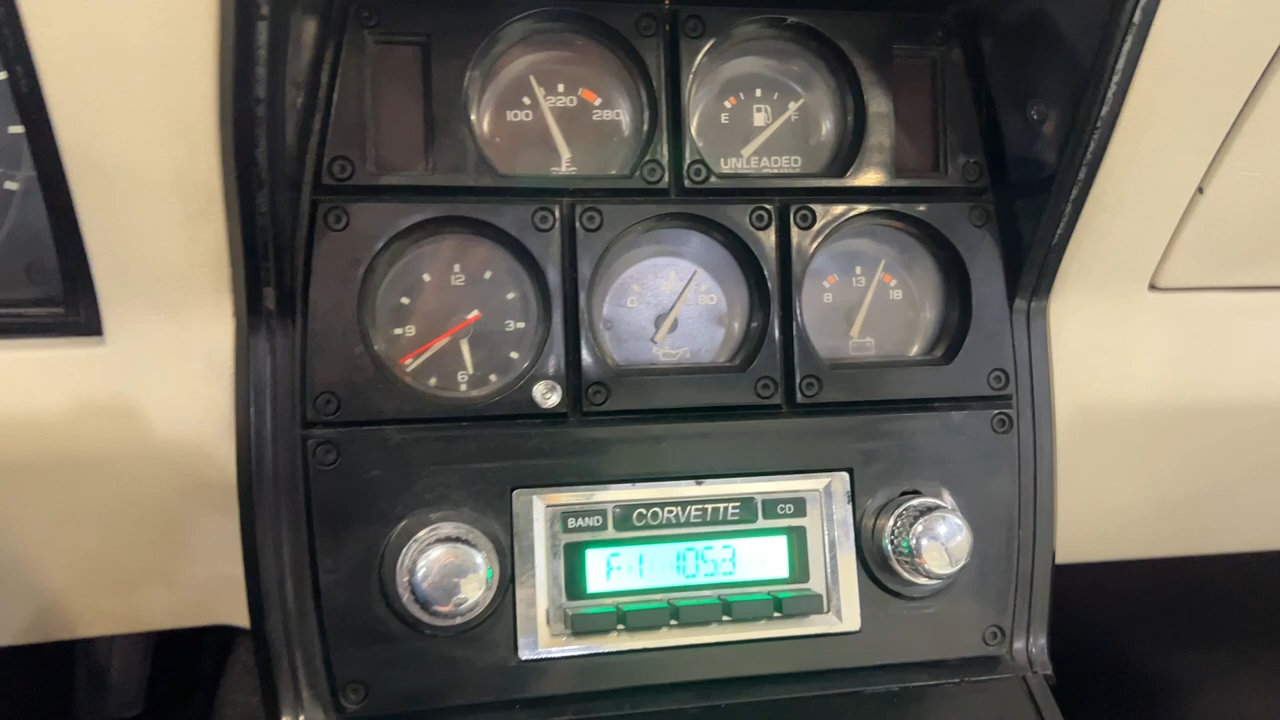 100 220 280
E F
UNLEADED
12
9 3
6
0 80
8 13 18
BAND CORVETTE CD
F-1 1053